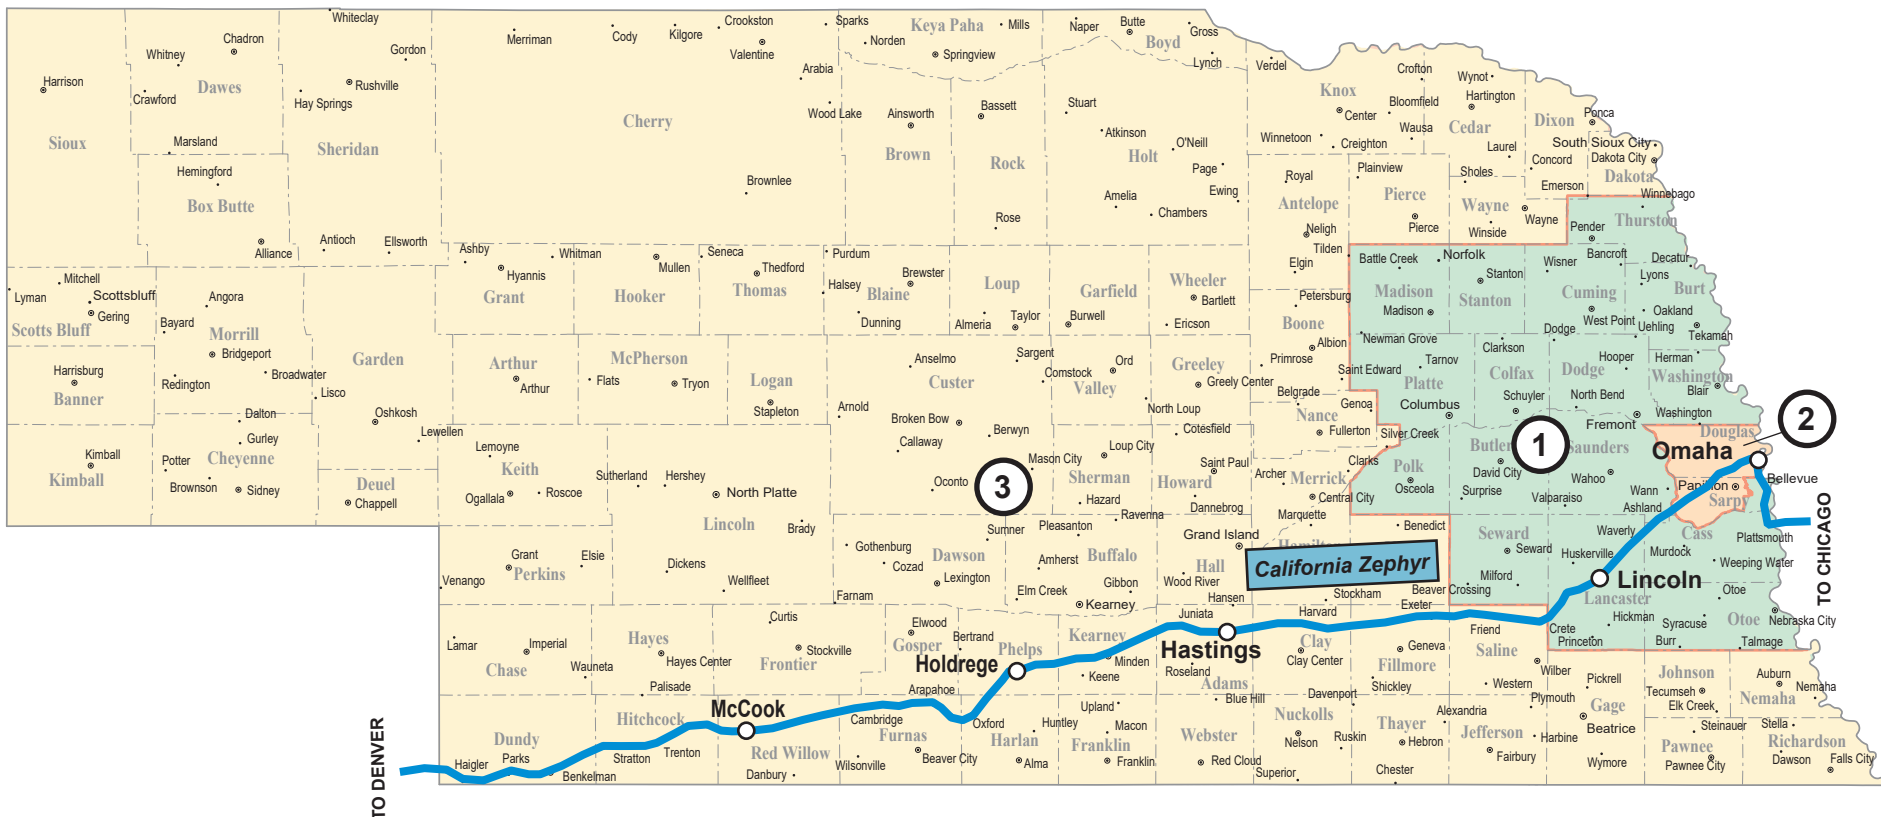 Whiteclay
Crookston
Sparks
Keya Paha
Mills
Naper
Butte
Boyd
Gross
Chadron
Merriman
Cody
Kilgore
Norden
Whitney
Gordon
Valentine
Springview
Lynch
Verdel
Crofton
Wynot
Harrison
Dawes
Rushville
Arabia
Knox
Hartington
Crawford
Hay Springs
Wood Lake
Ainsworth
Bassett
Stuart
Center
Bloomfield
Ponca
Cherry
Atkinson
Winnetoon
Wausa
Cedar
Dixon
Sioux
Marsland
Sheridan
Brown
Rock
Holt
O'Neill
Creighton
Laurel
South Sioux City
Dakota City
Hemingford
Page
Plainview
Sholes
Concord
Dakota
Brownlee
Royal
Ewing
Pierce
Emerson
Winnebago
Box Butte
Amelia
Chambers
Antelope
Wayne
Thurston
Rose
Neligh
Pierce
Winside
Wayne
Pender
Alliance
Antioch
Ellsworth
Ashby
Whitman
Seneca
Purdum
Tilden
Battle Creek
Norfolk
Wisner
Bancroft
Decatur
Mitchell
Hyannis
Mullen
Thedford
Brewster
Elgin
Stanton
Lyons
Lyman
Scottsbluff
Angora
Grant
Hooker
Thomas
Halsey
Blaine
Loup
Garfield
Wheeler
Bartlett
Petersburg
Madison
Stanton
Cuming
Burt
Gering
Scotts Bluff
Bayard
Morrill
Dunning
Almeria
Taylor
Burwell
Ericson
Boone
Madison
Dodge
West Point
Oakland
Uehling
Tekamah
Bridgeport
Garden
Arthur
McPherson
Anselmo
Sargent
Ord
Greeley
Primrose
Albion
Newman Grove
Clarkson
Hooper
Herman
Harrisburg
Redington
Broadwater
Arthur
Flats
Tryon
Logan
Custer
Comstock
Valley
Greely Center
Saint Edward
Tarnov
Platte
Colfax
Dodge
Washington
Banner
Lisco
Stapleton
Arnold
North Loup
Belgrade
Genoa
Columbus
Schuyler
North Bend
Blair
Dalton
Oshkosh
Broken Bow
Berwyn
Cotesfield
Nance
Fullerton
Silver Creek
Fremont
Washington
Douglas
2
Gurley
Lewellen
Lemoyne
Callaway
Loup City
Butler
1
Saunders
Omaha
Kimball
Potter
Cheyenne
Keith
Sutherland
Hershey
Mason City
Saint Paul
Archer
Clarks
Polk
David City
Wahoo
Kimball
Brownson
Sidney
Deuel
Chappell
Ogallala
Roscoe
North Platte
Oconto
3
Sherman
Howard
Merrick
Osceola
Surprise
Valparaiso
Wann
Papillion
Bellevue
Sarpy
Lincoln
Brady
Hazard
Dannebrog
Central City
Ashland
Sumner
Pleasanton
Ravenna
Marquette
Benedict
Seward
Waverly
Cass
Plattsmouth
Grant
Elsie
Gothenburg
Dawson
Buffalo
Grand Island
Hamilton
Seward
Huskerville
Murdock
Perkins
Dickens
Cozad
Amherst
Hall
California Zephyr
Milford
Lincoln
Weeping Water
TO CHICAGO
Venango
Wellfleet
Lexington
Gibbon
Wood River
Beaver Crossing
Farnam
Elm Creek
Kearney
Hansen
Stockham
Exeter
Lancaster
Otoe
Lamar
Imperial
Hayes
Curtis
Elwood
Bertrand
Juniata
Harvard
Friend
Crete
Hickman
Syracuse
Otoe
Nebraska City
Chase
Wauneta
Hayes Center
Frontier
Stockville
Gosper
Phelps
Kearney
Hastings
Clay
Geneva
Saline
Princeton
Burr
Talmage
Holdrege
Minden
Clay Center
Fillmore
Palisade
Keene
Roseland
Adams
Shickley
Western
Wilber
Pickrell
Johnson
Auburn
Arapahoe
Upland
Blue Hill
Davenport
Plymouth
Tecumseh
Nemaha
Nemaha
McCook
Hitchcock
Cambridge
Oxford
Huntley
Macon
Nuckolls
Thayer
Alexandria
Gage
Elk Creek
TO DENVER
Dundy
Furnas
Harlan
Franklin
Webster
Nelson
Ruskin
Hebron
Jefferson
Harbine
Beatrice
Steinauer
Stella
Haigler
Parks
Stratton
Trenton
Red Willow
Beaver City
Alma
Franklin
Red Cloud
Fairbury
Wymore
Pawnee
Pawnee City
Richardson
Dawson
Falls City
Benkelman
Danbury
Wilsonville
Superior
Chester